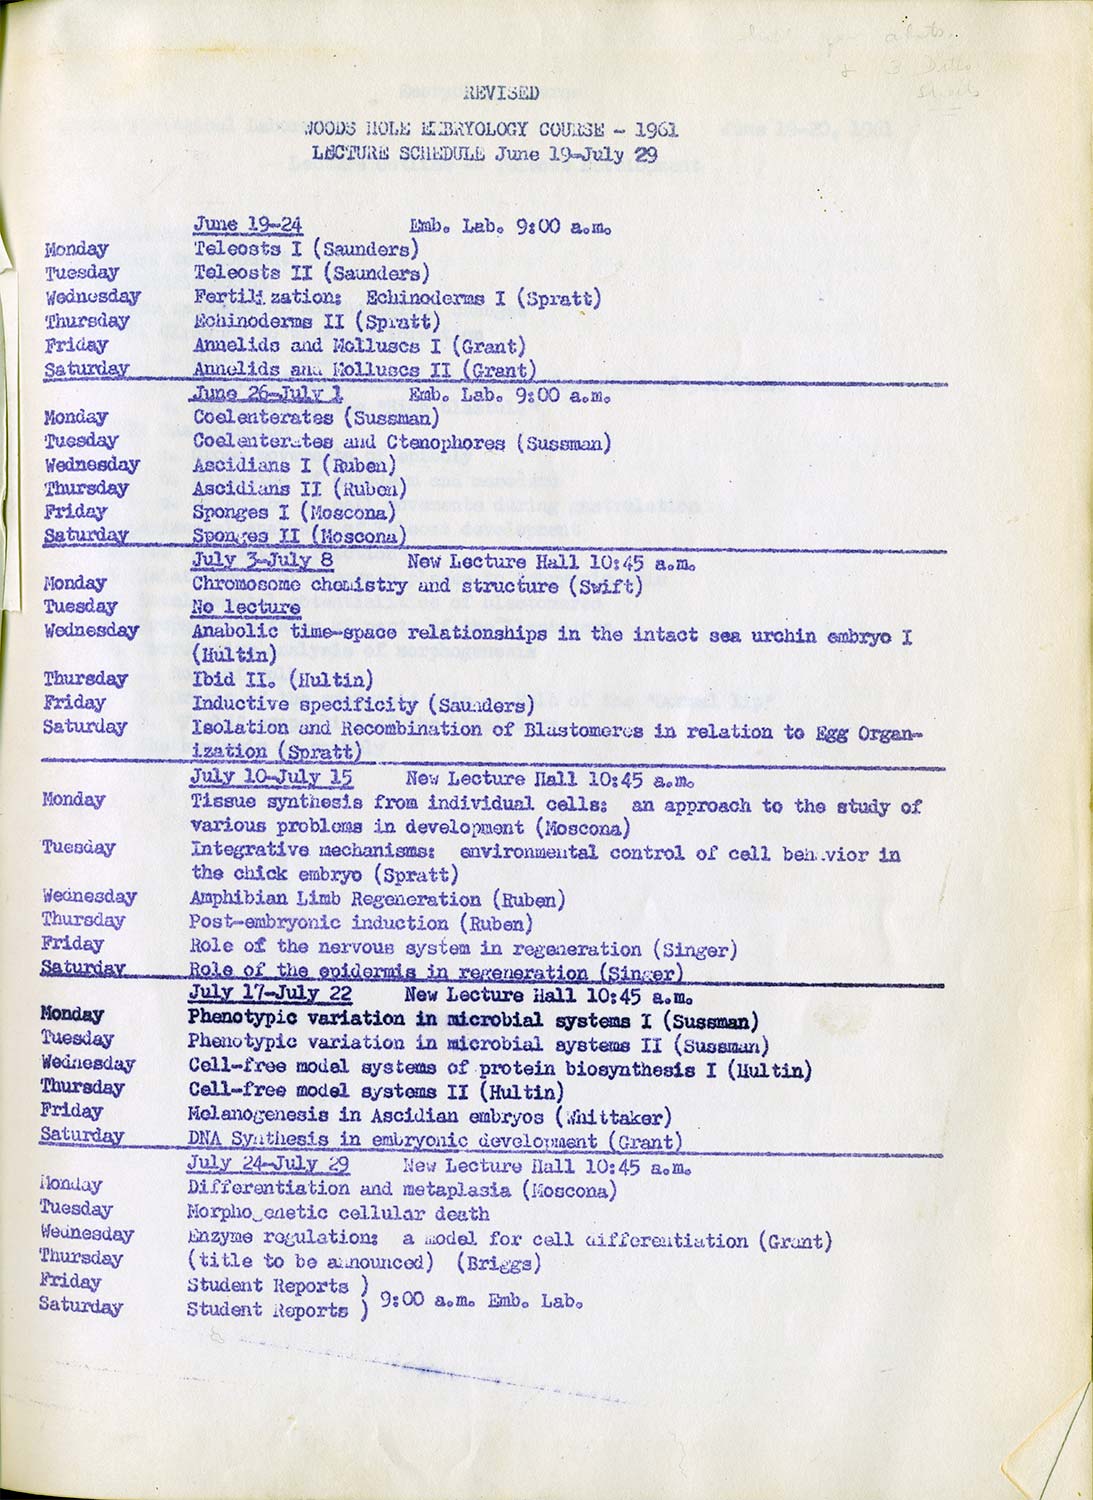 REVISED
WOODS HOLE EMBRYOLOGY COURSE - 1961
LECTURE SCHEDULE June 19-July 29
June 19-24 Emb. Lab. 9:00 a.m.
Monday Teleosts I (Saunders)
Tuesday Teleosts II (Saunders)
Wednesday Fertilization: Echinoderms I (Spratt)
Thursday Echinoderms II (Spratt)
Friday Annelids and Molluscs I (Grant)
Saturday Annelids and Molluscs II (Grant)
June 26-July 1 Emb. Lab. 9:00 a.m.
Monday Coelenterates (Sussman)
Tuesday Coelenterates and Ctenophores (Sussman)
Wednesday Ascidians I (Ruben)
Thursday Ascidians II (Ruben)
Friday Sponges I (Moscona)
Saturday Sponges II (Moscona)
July 3-July 8 New Lecture Hall 10:45 a.m.
Monday Chromosome chemistry and structure (Swift)
Tuesday No lecture
Wednesday Anabolic time-space relationships in the intact sea urchin embryo I
(Hultin)
Thursday Ibid II. (Hultin)
Friday Inductive specificity (Saunders)
Saturday Isolation and Recombination of Blastomeres in relation to Egg Organ-
ization (Spratt)
July 10-July 15 New Lecture Hall 10:45 a.m.
Monday Tissue synthesis from individual cells: an approach to the study of
various problems in development (Moscona)
Tuesday Integrative mechanisms: environmental control of cell behavior in
the chick embryo (Spratt)
Wednesday Amphibian Limb Regeneration (Ruben)
Thursday Post-embryonic induction (Ruben)
Friday Role of the nervous system in regeneration (Singer)
Saturday Role of the epidermis in regeneration (Singer)
July 17-July 22 New Lecture Hall 10:45 a.m.
Monday Phenotypic variation in microbial systems I (Sussman)
Tuesday Phenotypic variation in microbial systems II (Sussman)
Wednesday Cell-free model systems of protein biosynthesis I (Hultin)
Thursday Cell-free model systems II (Hultin)
Friday Melanogenesis in Ascidian embryos (Whittaker)
Saturday DNA Synthesis in embryonic development (Grant)
July 24-July 29 New Lecture Hall 10:45 a.m.
Monday Differentiation and metaplasia (Moscona)
Tuesday Morphogenetic cellular death
Wednesday Enzyme regulation: a model for cell differentiation (Grant)
Thursday (title to be announced) (Briggs)
Friday Student Reports )
9:00 a.m. Emb. Lab.
Saturday Student Reports )